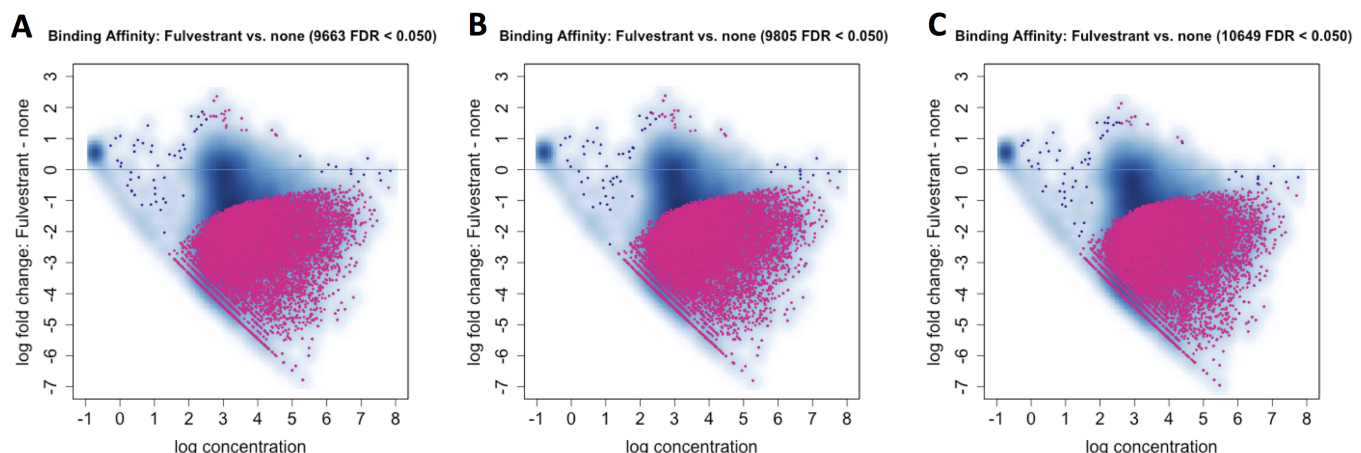 A
Binding Affinity: Fulvestrant vs. none (9663 FDR < 0.050)
log fold change: Fulvestrant - none
3
2
1
0
-1
-2
-3
-4
-5
-6
-7
-1 0 1 2 3 4 5 6 7 8
log concentration
B
Binding Affinity: Fulvestrant vs. none (9805 FDR < 0.050)
log fold change: Fulvestrant - none
3
2
1
0
-1
-2
-3
-4
-5
-6
-7
-1 0 1 2 3 4 5 6 7 8
log concentration
C
Binding Affinity: Fulvestrant vs. none (10649 FDR < 0.050)
log fold change: Fulvestrant - none
3
2
1
0
-1
-2
-3
-4
-5
-6
-7
-1 0 1 2 3 4 5 6 7 8
log concentration